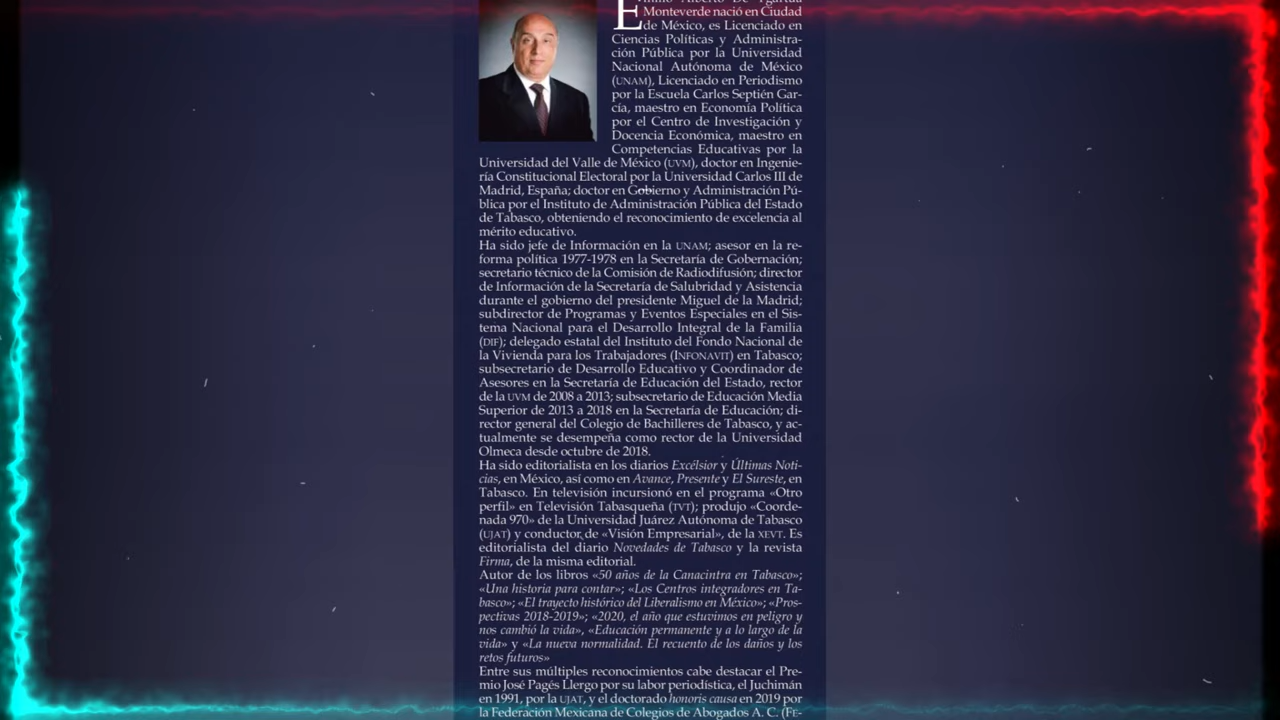 Emilio Alberto De Ygartua
Monteverde nació en Ciudad
de México, es Licenciado en
Ciencias Políticas y Administra-
ción Pública por la Universidad
Nacional Autónoma de México
(UNAM), Licenciado en Periodismo
por la Escuela Carlos Septién Gar-
cía, maestro en Economía Política
por el Centro de Investigación y
Docencia Económica, maestro en
Competencias Educativas por la
Universidad del Valle de México (UVM), doctor en Ingenie-
ría Constitucional Electoral por la Universidad Carlos III de
Madrid, España; doctor en Gobierno y Administración Pú-
blica por el Instituto de Administración Pública del Estado
de Tabasco, obteniendo el reconocimiento de excelencia al
mérito educativo.
Ha sido jefe de Información en la UNAM; asesor en la re-
forma política 1977-1978 en la Secretaría de Gobernación;
secretario técnico de la Comisión de Radiodifusión; director
de Información de la Secretaría de Salubridad y Asistencia
durante el gobierno del presidente Miguel de la Madrid;
subdirector de Programas y Eventos Especiales en el Sis-
tema Nacional para el Desarrollo Integral de la Familia
(DIF); delegado estatal del Instituto del Fondo Nacional de
la Vivienda para los Trabajadores (INFONAVIT) en Tabasco;
subsecretario de Desarrollo Educativo y Coordinador de
Asesores en la Secretaría de Educación del Estado, rector
de la UVM de 2008 a 2013; subsecretario de Educación Media
Superior de 2013 a 2018 en la Secretaría de Educación; di-
rector general del Colegio de Bachilleres de Tabasco, y ac-
tualmente se desempeña como rector de la Universidad
Olmeca desde octubre de 2018.
Ha sido editorialista en los diarios Excélsior y Últimas Noti-
cias, en México, así como en Avance, Presente y El Sureste, en
Tabasco. En televisión incursionó en el programa «Otro
perfil» en Televisión Tabasqueña (TVT); produjo «Coorde-
nada 970» de la Universidad Juárez Autónoma de Tabasco
(UJAT) y conductor de «Visión Empresarial», de la XEVT. Es
editorialista del diario Novedades de Tabasco y la revista
Firma, de la misma editorial.
Autor de los libros «50 años de la Canacintra en Tabasco»;
«Una historia para contar»; «Los Centros integradores en Ta-
basco»; «El trayecto histórico del Liberalismo en México»; «Pros-
pectivas 2018-2019»; «2020, el año que estuvimos en peligro y
nos cambió la vida», «Educación permanente y a lo largo de la
vida» y «La nueva normalidad. El recuento de los daños y los
retos futuros»
Entre sus múltiples reconocimientos cabe destacar el Pre-
mio José Pagés Llergo por su labor periodística, el Juchimán
en 1991, por la UJAT, y el doctorado honoris causa en 2019 por
la Federación Mexicana de Colegios de Abogados A. C. (FE-